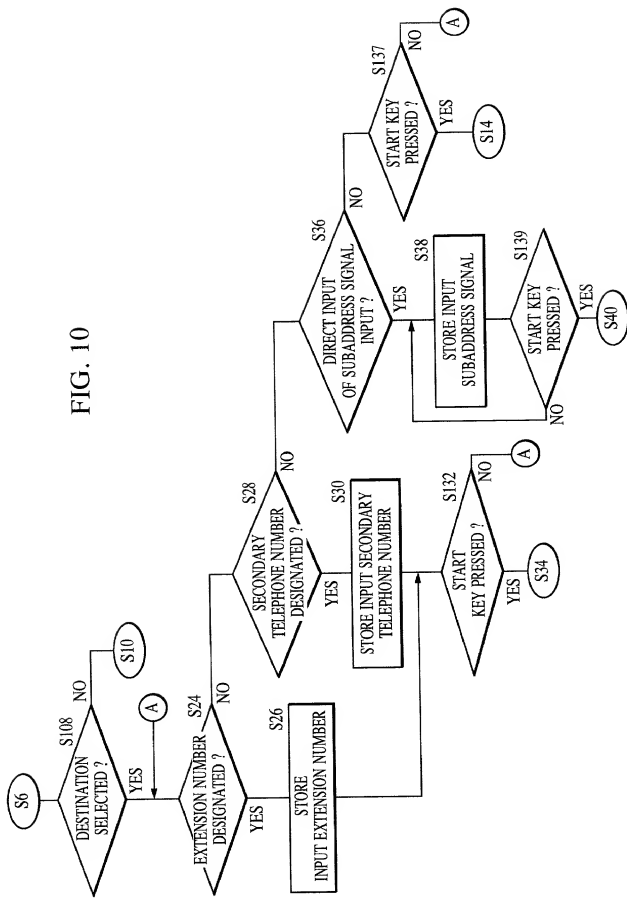 FIG. 10
S6
S108
DESTINATION
SELECTED ?
NO
S10
YES
A
S24
EXTENSION NUMBER
DESIGNATED ?
NO
YES
S26
STORE
INPUT EXTENSION NUMBER
S28
SECONDARY
TELEPHONE NUMBER
DESIGNATED ?
NO
YES
S30
STORE INPUT SECONDARY
TELEPHONE NUMBER
S132
START
KEY PRESSED ?
NO
A
YES
S34
S36
DIRECT INPUT
OF SUBADDRESS SIGNAL
INPUT ?
NO
YES
S38
STORE INPUT
SUBADDRESS SIGNAL
S139
START KEY
PRESSED ?
NO
YES
S40
S137
START KEY
PRESSED ?
NO
A
YES
S14